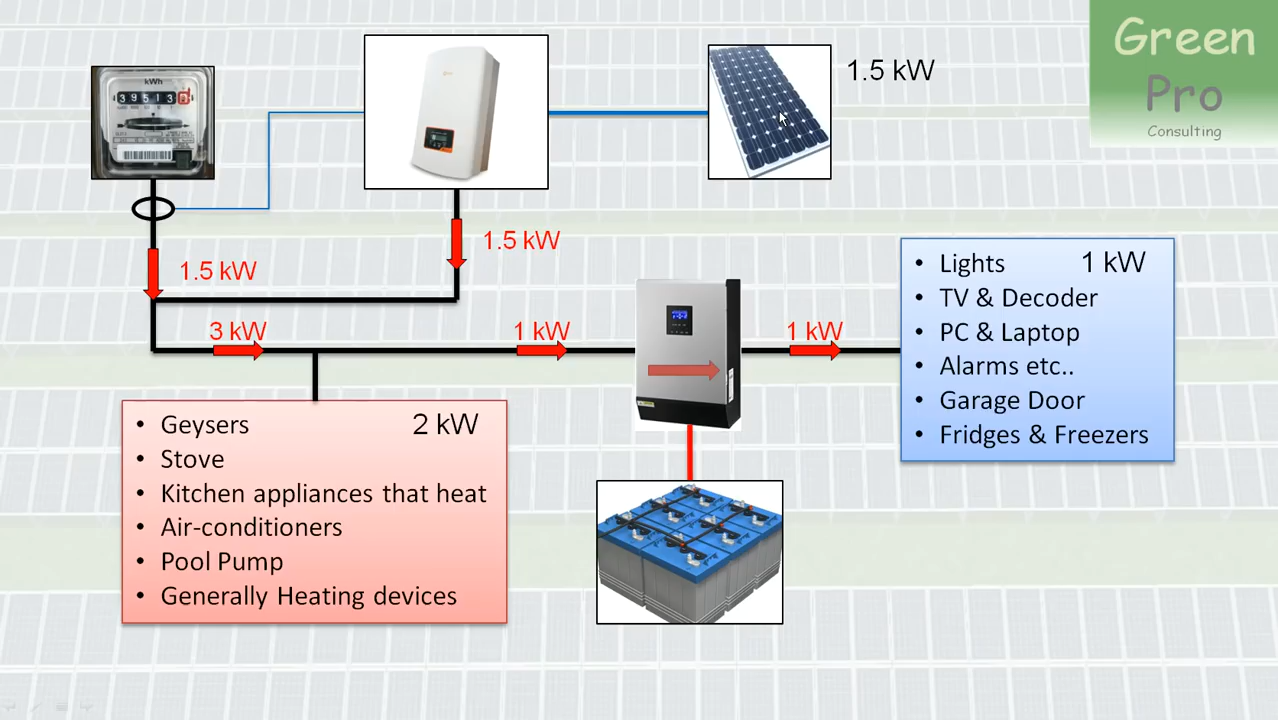 Green
Pro
Consulting
kWh
1.5 kW
1.5 kW
1.5 kW
3 kW
1 kW
1 kW
• Lights 1 kW
• TV & Decoder
• PC & Laptop
• Alarms etc..
• Garage Door
• Fridges & Freezers
• Geysers 2 kW
• Stove
• Kitchen appliances that heat
• Air-conditioners
• Pool Pump
• Generally Heating devices